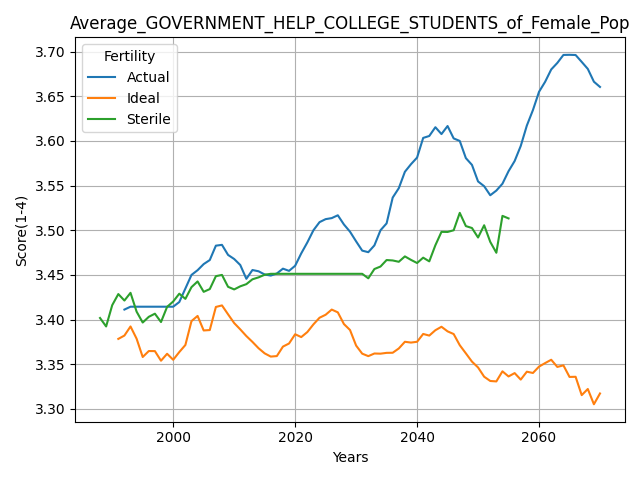 Average_GOVERNMENT_HELP_COLLEGE_STUDENTS_of_Female_Pop
Fertility
Actual
Ideal
Sterile
Score(1-4)
3.70
3.65
3.60
3.55
3.50
3.45
3.40
3.35
3.30
2000 2020 2040 2060
Years